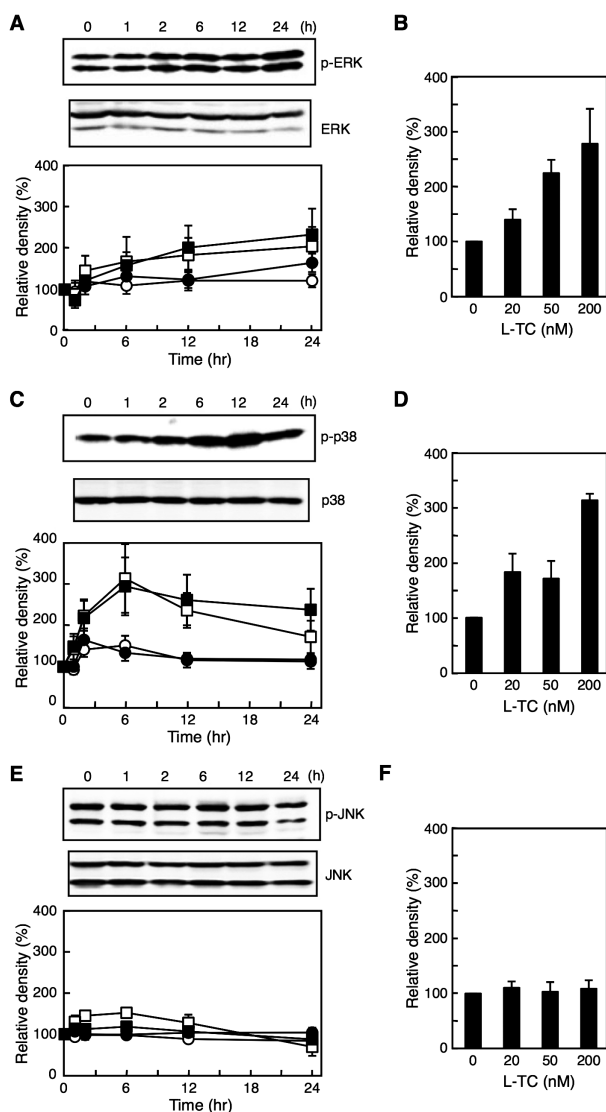 A
0 1 2 6 12 24 (h)
p-ERK
ERK
Relative density (%)
400
300
200
100
0
0 6 12 18 24
Time (hr)
B
Relative density (%)
400
300
200
100
0
0 20 50 200
L-TC (nM)
C
0 1 2 6 12 24 (h)
p-p38
p38
Relative density (%)
400
300
200
100
0
0 6 12 18 24
Time (hr)
D
Relative density (%)
400
300
200
100
0
0 20 50 200
L-TC (nM)
E
0 1 2 6 12 24 (h)
p-JNK
JNK
Relative density (%)
400
300
200
100
0
0 6 12 18 24
Time (hr)
F
Relative density (%)
400
300
200
100
0
0 20 50 200
L-TC (nM)